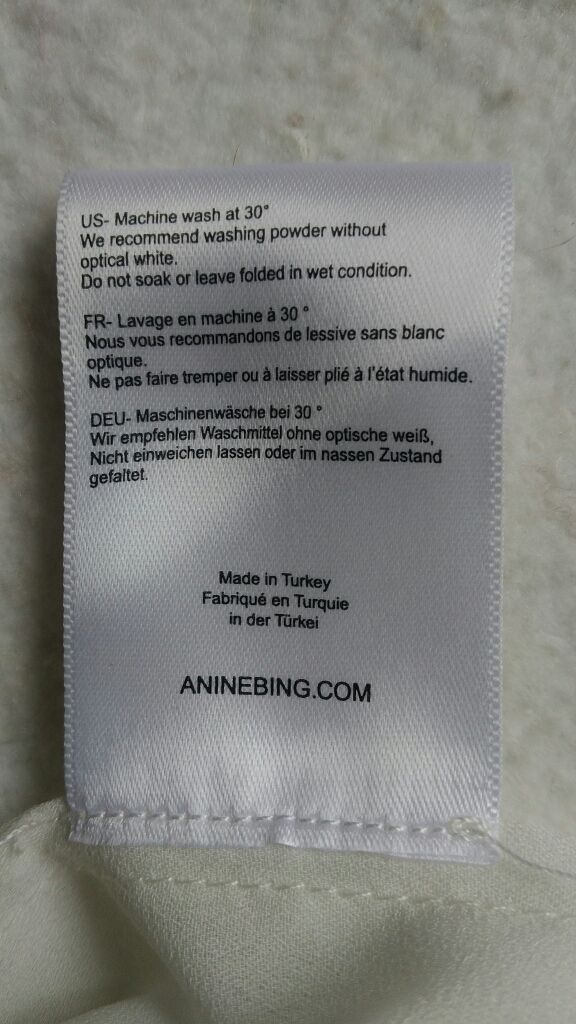 US- Machine wash at 30°
We recommend washing powder without
optical white.
Do not soak or leave folded in wet condition.
FR- Lavage en machine à 30 °
Nous vous recommandons de lessive sans blanc
optique.
Ne pas faire tremper ou à laisser plié à l'état humide.
DEU- Maschinenwäsche bei 30 °
Wir empfehlen Waschmittel ohne optische weiß,
Nicht einweichen lassen oder im nassen Zustand
gefaltet.
Made in Turkey
Fabriqué en Turquie
in der Türkei
ANINEBING.COM